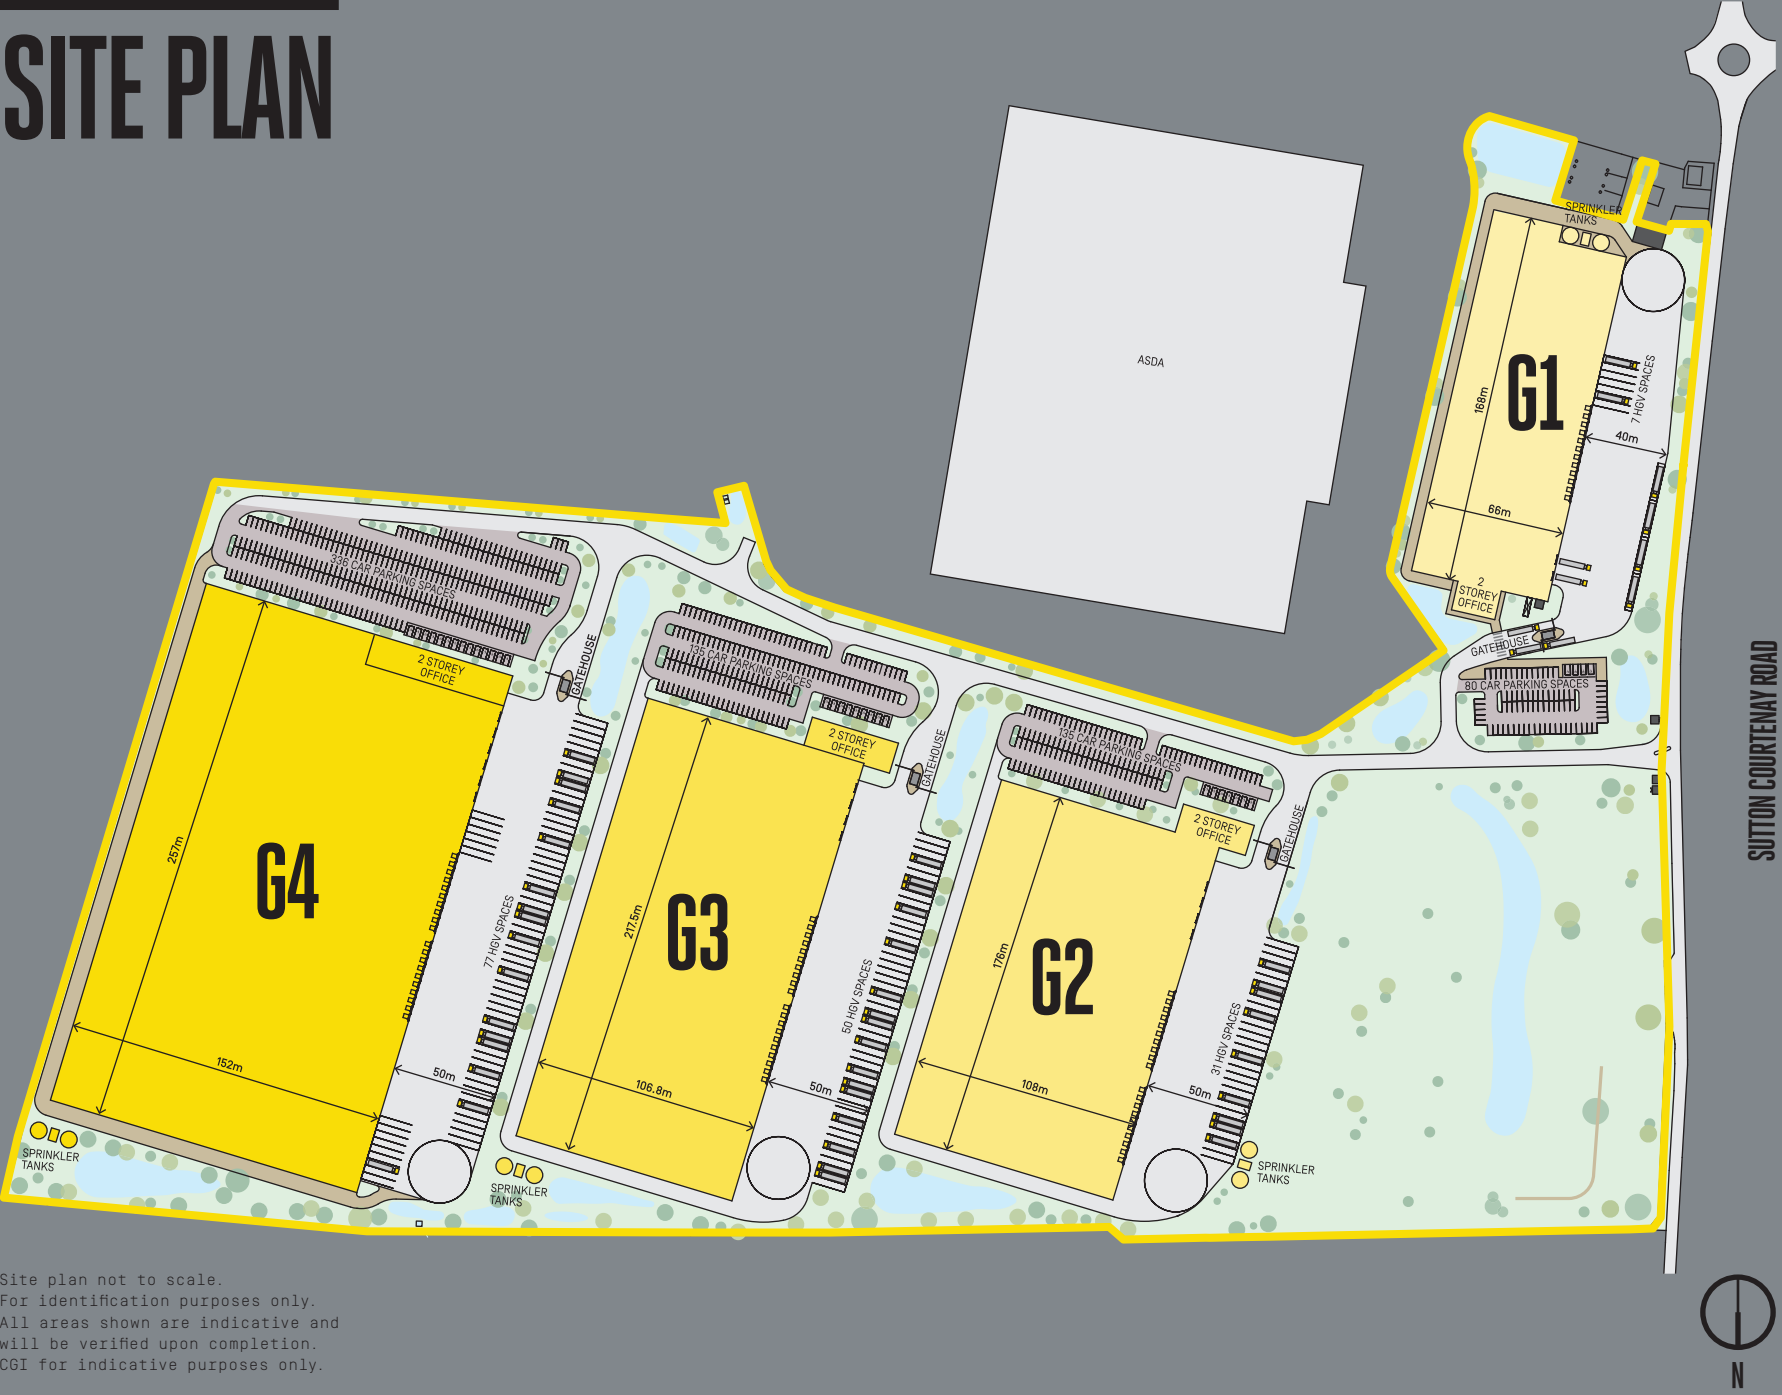 SITE PLAN
SPRINKLER
TANKS
ASDA
G1
168m
7 HGV SPACES
40m
66m
2
STOREY
OFFICE
GATEHOUSE
80 CAR PARKING SPACES
SUTTON COURTENAY ROAD
336 CAR PARKING SPACES
2 STOREY
OFFICE
GATEHOUSE
257m
G4
77 HGV SPACES
152m
50m
SPRINKLER
TANKS
135 CAR PARKING SPACES
2 STOREY
OFFICE
GATEHOUSE
217.5m
G3
50 HGV SPACES
106.8m
50m
SPRINKLER
TANKS
135 CAR PARKING SPACES
2 STOREY
OFFICE
GATEHOUSE
176m
G2
31 HGV SPACES
108m
50m
SPRINKLER
TANKS
Site plan not to scale.
For identification purposes only.
All areas shown are indicative and
will be verified upon completion.
CGI for indicative purposes only.
N